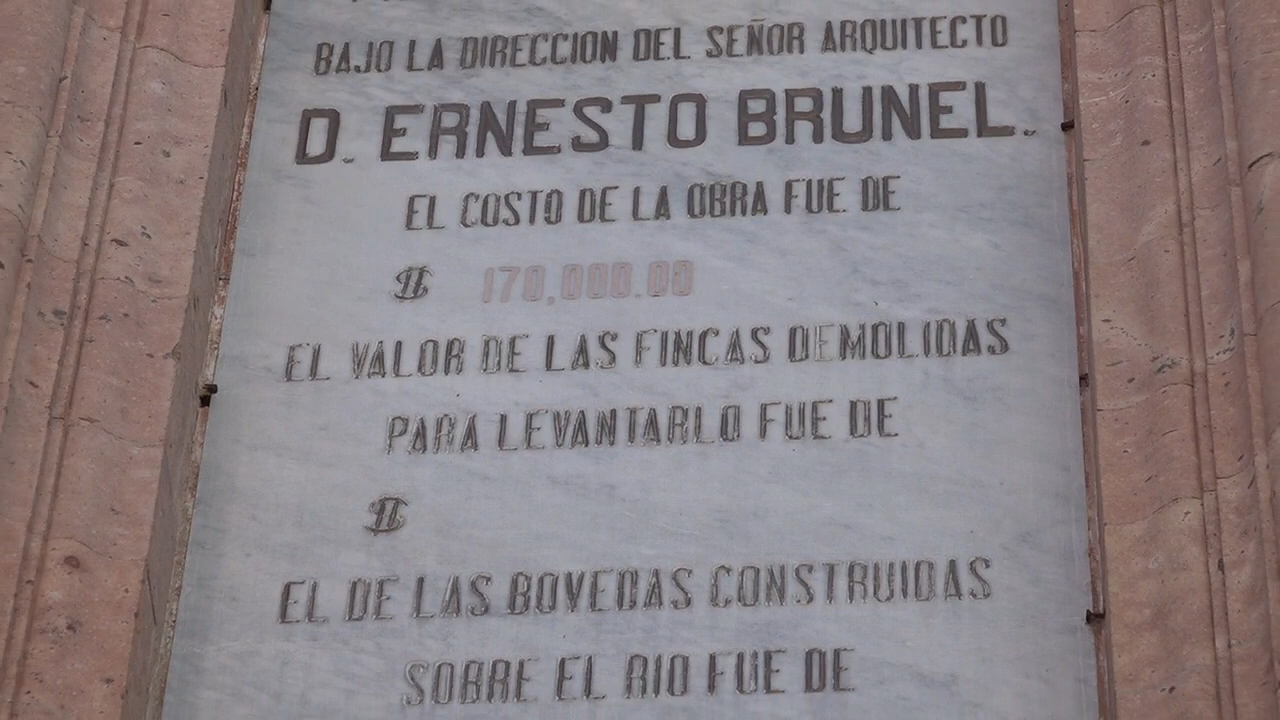 BAJO LA DIRECCION DEL SEÑOR ARQUITECTO
D. ERNESTO BRUNEL.
EL COSTO DE LA OBRA FUE DE
$ 170,000.00
EL VALOR DE LAS FINCAS DEMOLIDAS
PARA LEVANTARLO FUE DE
$
EL DE LAS BOVEDAS CONSTRUIDAS
SOBRE EL RIO FUE DE